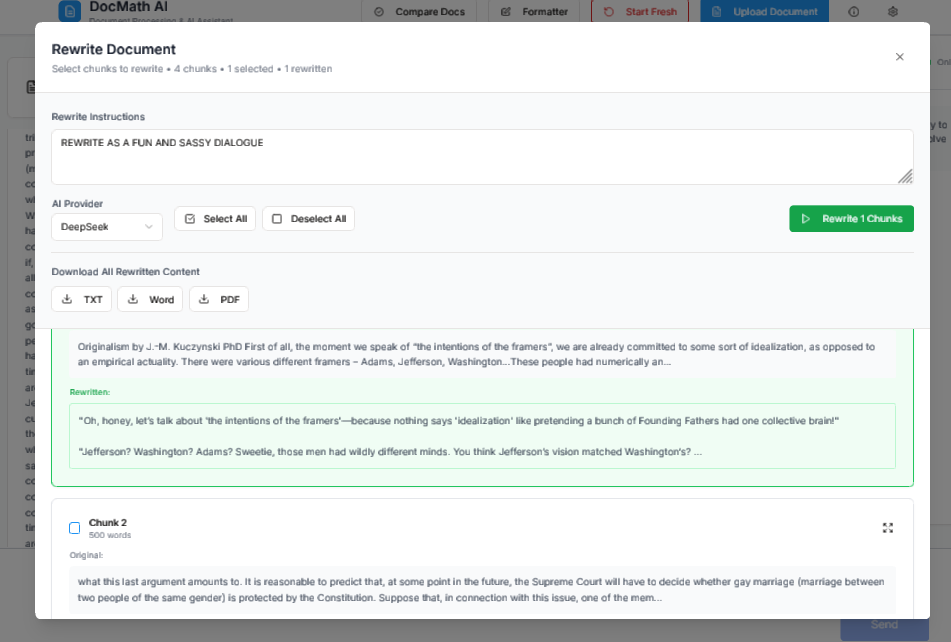 DocMath AI
Document Processing & AI Assistant
Compare Docs
Formatter
Start Fresh
Upload Document
Rewrite Document
Select chunks to rewrite • 4 chunks • 1 selected • 1 rewritten
Rewrite Instructions
REWRITE AS A FUN AND SASSY DIALOGUE
AI Provider
DeepSeek
Select All
Deselect All
Rewrite 1 Chunks
Download All Rewritten Content
TXT
Word
PDF
Originalism by J.-M. Kuczynski PhD First of all, the moment we speak of "the intentions of the framers", we are already committed to some sort of idealization, as opposed to
an empirical actuality. There were various different framers – Adams, Jefferson, Washington...These people had numerically an...
Rewritten:
"Oh, honey, let's talk about 'the intentions of the framers'—because nothing says 'idealization' like pretending a bunch of Founding Fathers had one collective brain!"
"Jefferson? Washington? Adams? Sweetie, those men had wildly different minds. You think Jefferson's vision matched Washington's? ...
Chunk 2
500 words
Original:
what this last argument amounts to. It is reasonable to predict that, at some point in the future, the Supreme Court will have to decide whether gay marriage (marriage between
two people of the same gender) is protected by the Constitution. Suppose that, in connection with this issue, one of the mem...
Send